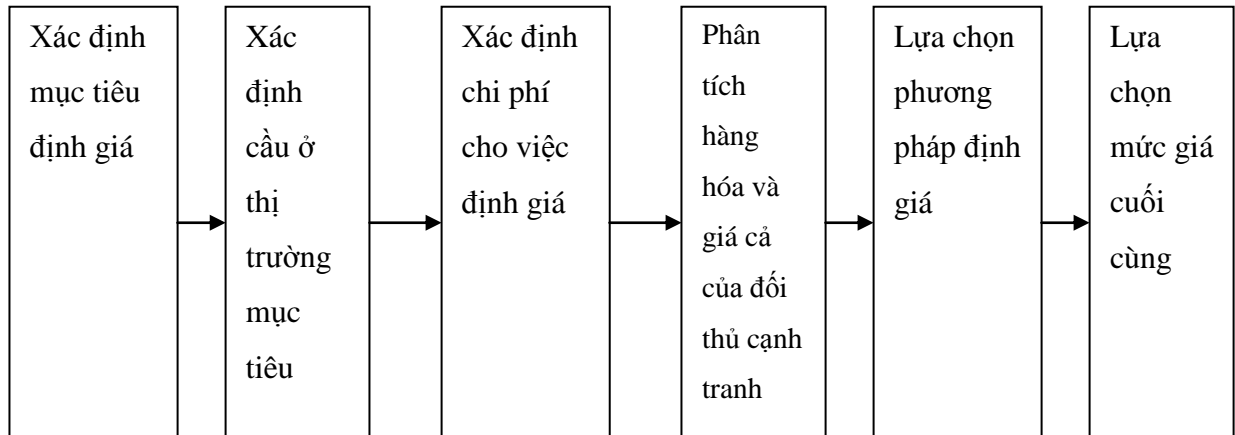 Xác định
mục tiêu
định giá
Xác
định
cầu ở
thị
trường
mục
tiêu
Xác định
chi phí
cho việc
định giá
Phân
tích
hàng
hóa và
giá cả
của đối
thủ cạnh
tranh
Lựa chọn
phương
pháp định
giá
Lựa
chọn
mức giá
cuối
cùng